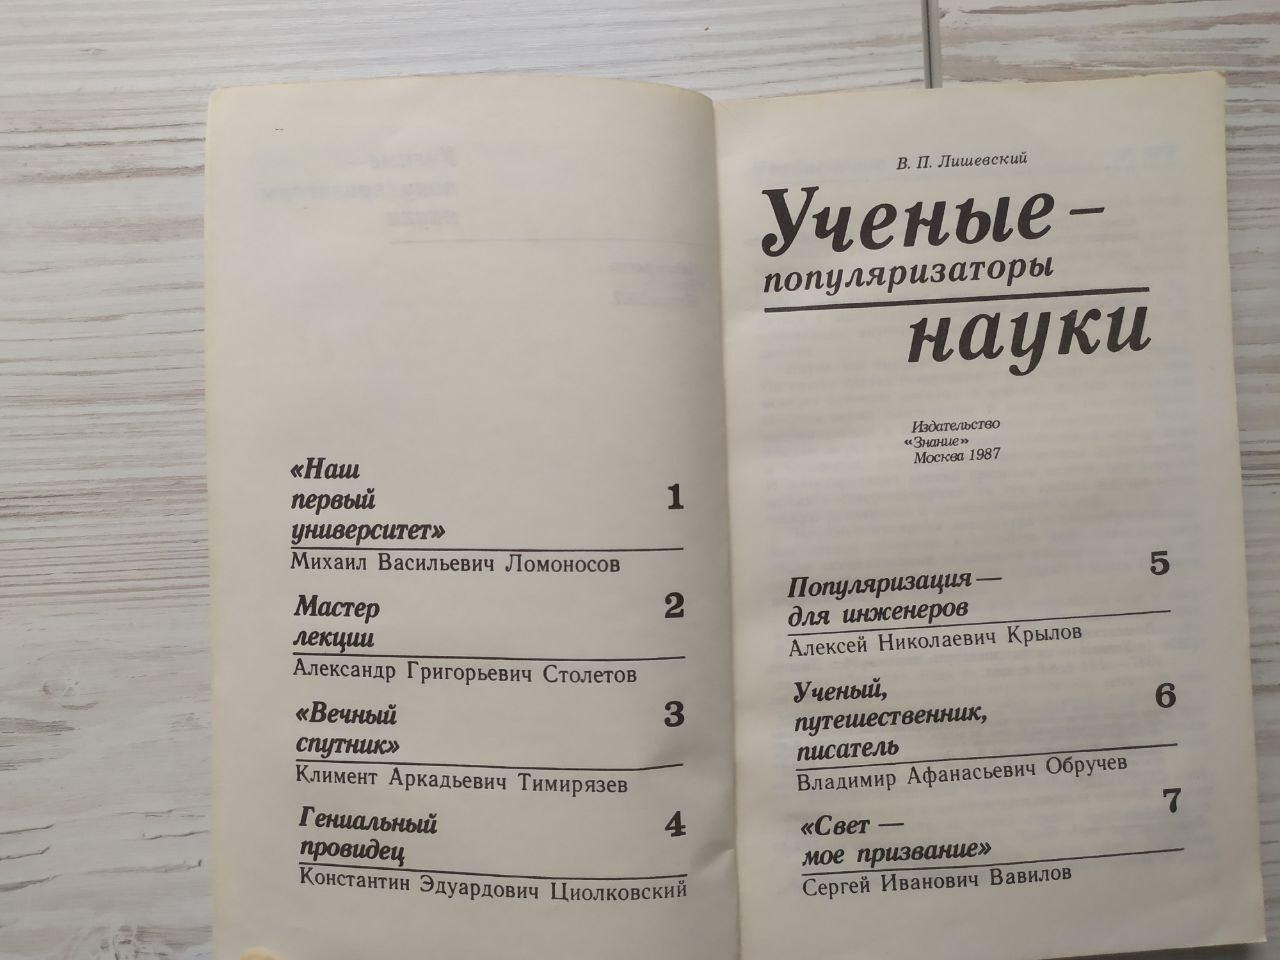 «Наш
первый
университет»
1
Михаил Васильевич Ломоносов
Мастер
лекции
2
Александр Григорьевич Столетов
«Вечный
спутник»
3
Климент Аркадьевич Тимирязев
Гениальный
провидец
4
Константин Эдуардович Циолковский
В. П. Лишевский
Ученые –
популяризаторы
науки
Издательство
«Знание»
Москва 1987
Популяризация —
для инженеров
5
Алексей Николаевич Крылов
Ученый,
путешественник,
писатель
6
Владимир Афанасьевич Обручев
«Свет —
мое призвание»
7
Сергей Иванович Вавилов